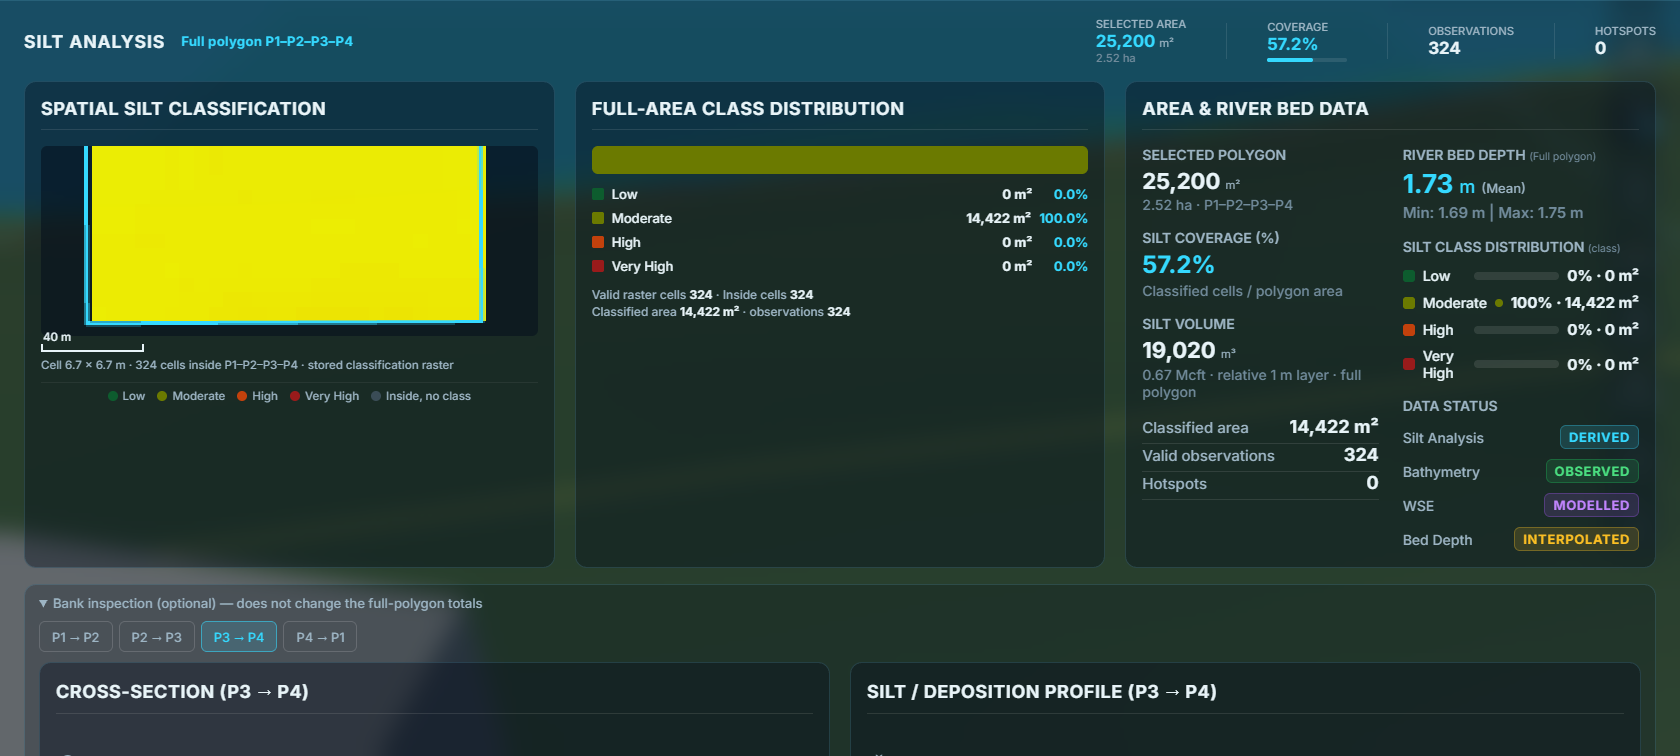 SILT ANALYSIS Full polygon P1–P2–P3–P4
SELECTED AREA
25,200 m²
2.52 ha
COVERAGE
57.2%
OBSERVATIONS
324
HOTSPOTS
0
SPATIAL SILT CLASSIFICATION
40 m
Cell 6.7 × 6.7 m · 324 cells inside P1–P2–P3–P4 · stored classification raster
Low Moderate High Very High Inside, no class
FULL-AREA CLASS DISTRIBUTION
Low 0 m² 0.0%
Moderate 14,422 m² 100.0%
High 0 m² 0.0%
Very High 0 m² 0.0%
Valid raster cells 324 · Inside cells 324
Classified area 14,422 m² · observations 324
AREA & RIVER BED DATA
SELECTED POLYGON
25,200 m²
2.52 ha · P1–P2–P3–P4
SILT COVERAGE (%)
57.2%
Classified cells / polygon area
SILT VOLUME
19,020 m³
0.67 Mcft · relative 1 m layer · full
polygon
Classified area 14,422 m²
Valid observations 324
Hotspots 0
RIVER BED DEPTH (Full polygon)
1.73 m (Mean)
Min: 1.69 m | Max: 1.75 m
SILT CLASS DISTRIBUTION (class)
Low 0% · 0 m²
Moderate 100% · 14,422 m²
High 0% · 0 m²
Very
High 0% · 0 m²
DATA STATUS
Silt Analysis DERIVED
Bathymetry OBSERVED
WSE MODELLED
Bed Depth INTERPOLATED
▼ Bank inspection (optional) — does not change the full-polygon totals
P1 → P2 P2 → P3 P3 → P4 P4 → P1
CROSS-SECTION (P3 → P4)
SILT / DEPOSITION PROFILE (P3 → P4)